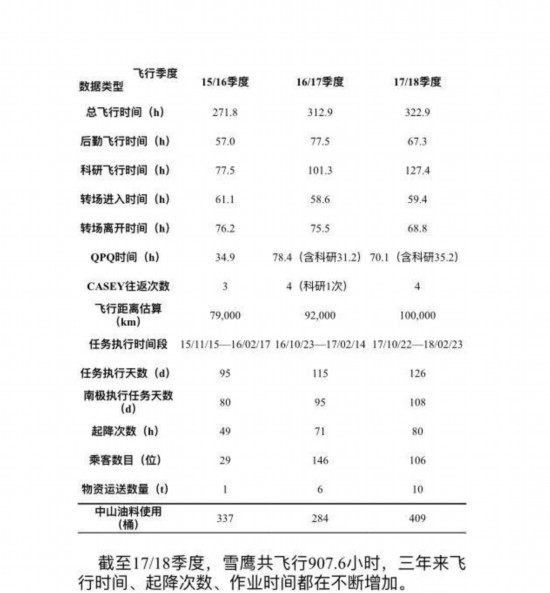 飞行季度
数据类型 15/16季度 16/17季度 17/18季度
总飞行时间（h） 271.8 312.9 322.9
后勤飞行时间（h） 57.0 77.5 67.3
科研飞行时间（h） 77.5 101.3 127.4
转场进入时间（h） 61.1 58.6 59.4
转场离开时间（h） 76.2 75.5 68.8
QPQ时间（h） 34.9 78.4（含科研31.2） 70.1（含科研35.2）
CASEY往返次数 3 4（科研1次） 4
飞行距离估算
（km） 79,000 92,000 100,000
任务执行时间段 15/11/15—16/02/17 16/10/23—17/02/14 17/10/22—18/02/23
任务执行天数（d） 95 115 126
南极执行任务天数
（d） 80 95 108
起降次数（h） 49 71 80
乘客数目（位） 29 146 106
物资运送数量（t） 1 6 10
中山油料使用
（桶） 337 284 409
截至17/18季度，雪鹰共飞行907.6小时，三年来飞
行时间、起降次数、作业时间都在不断增加。